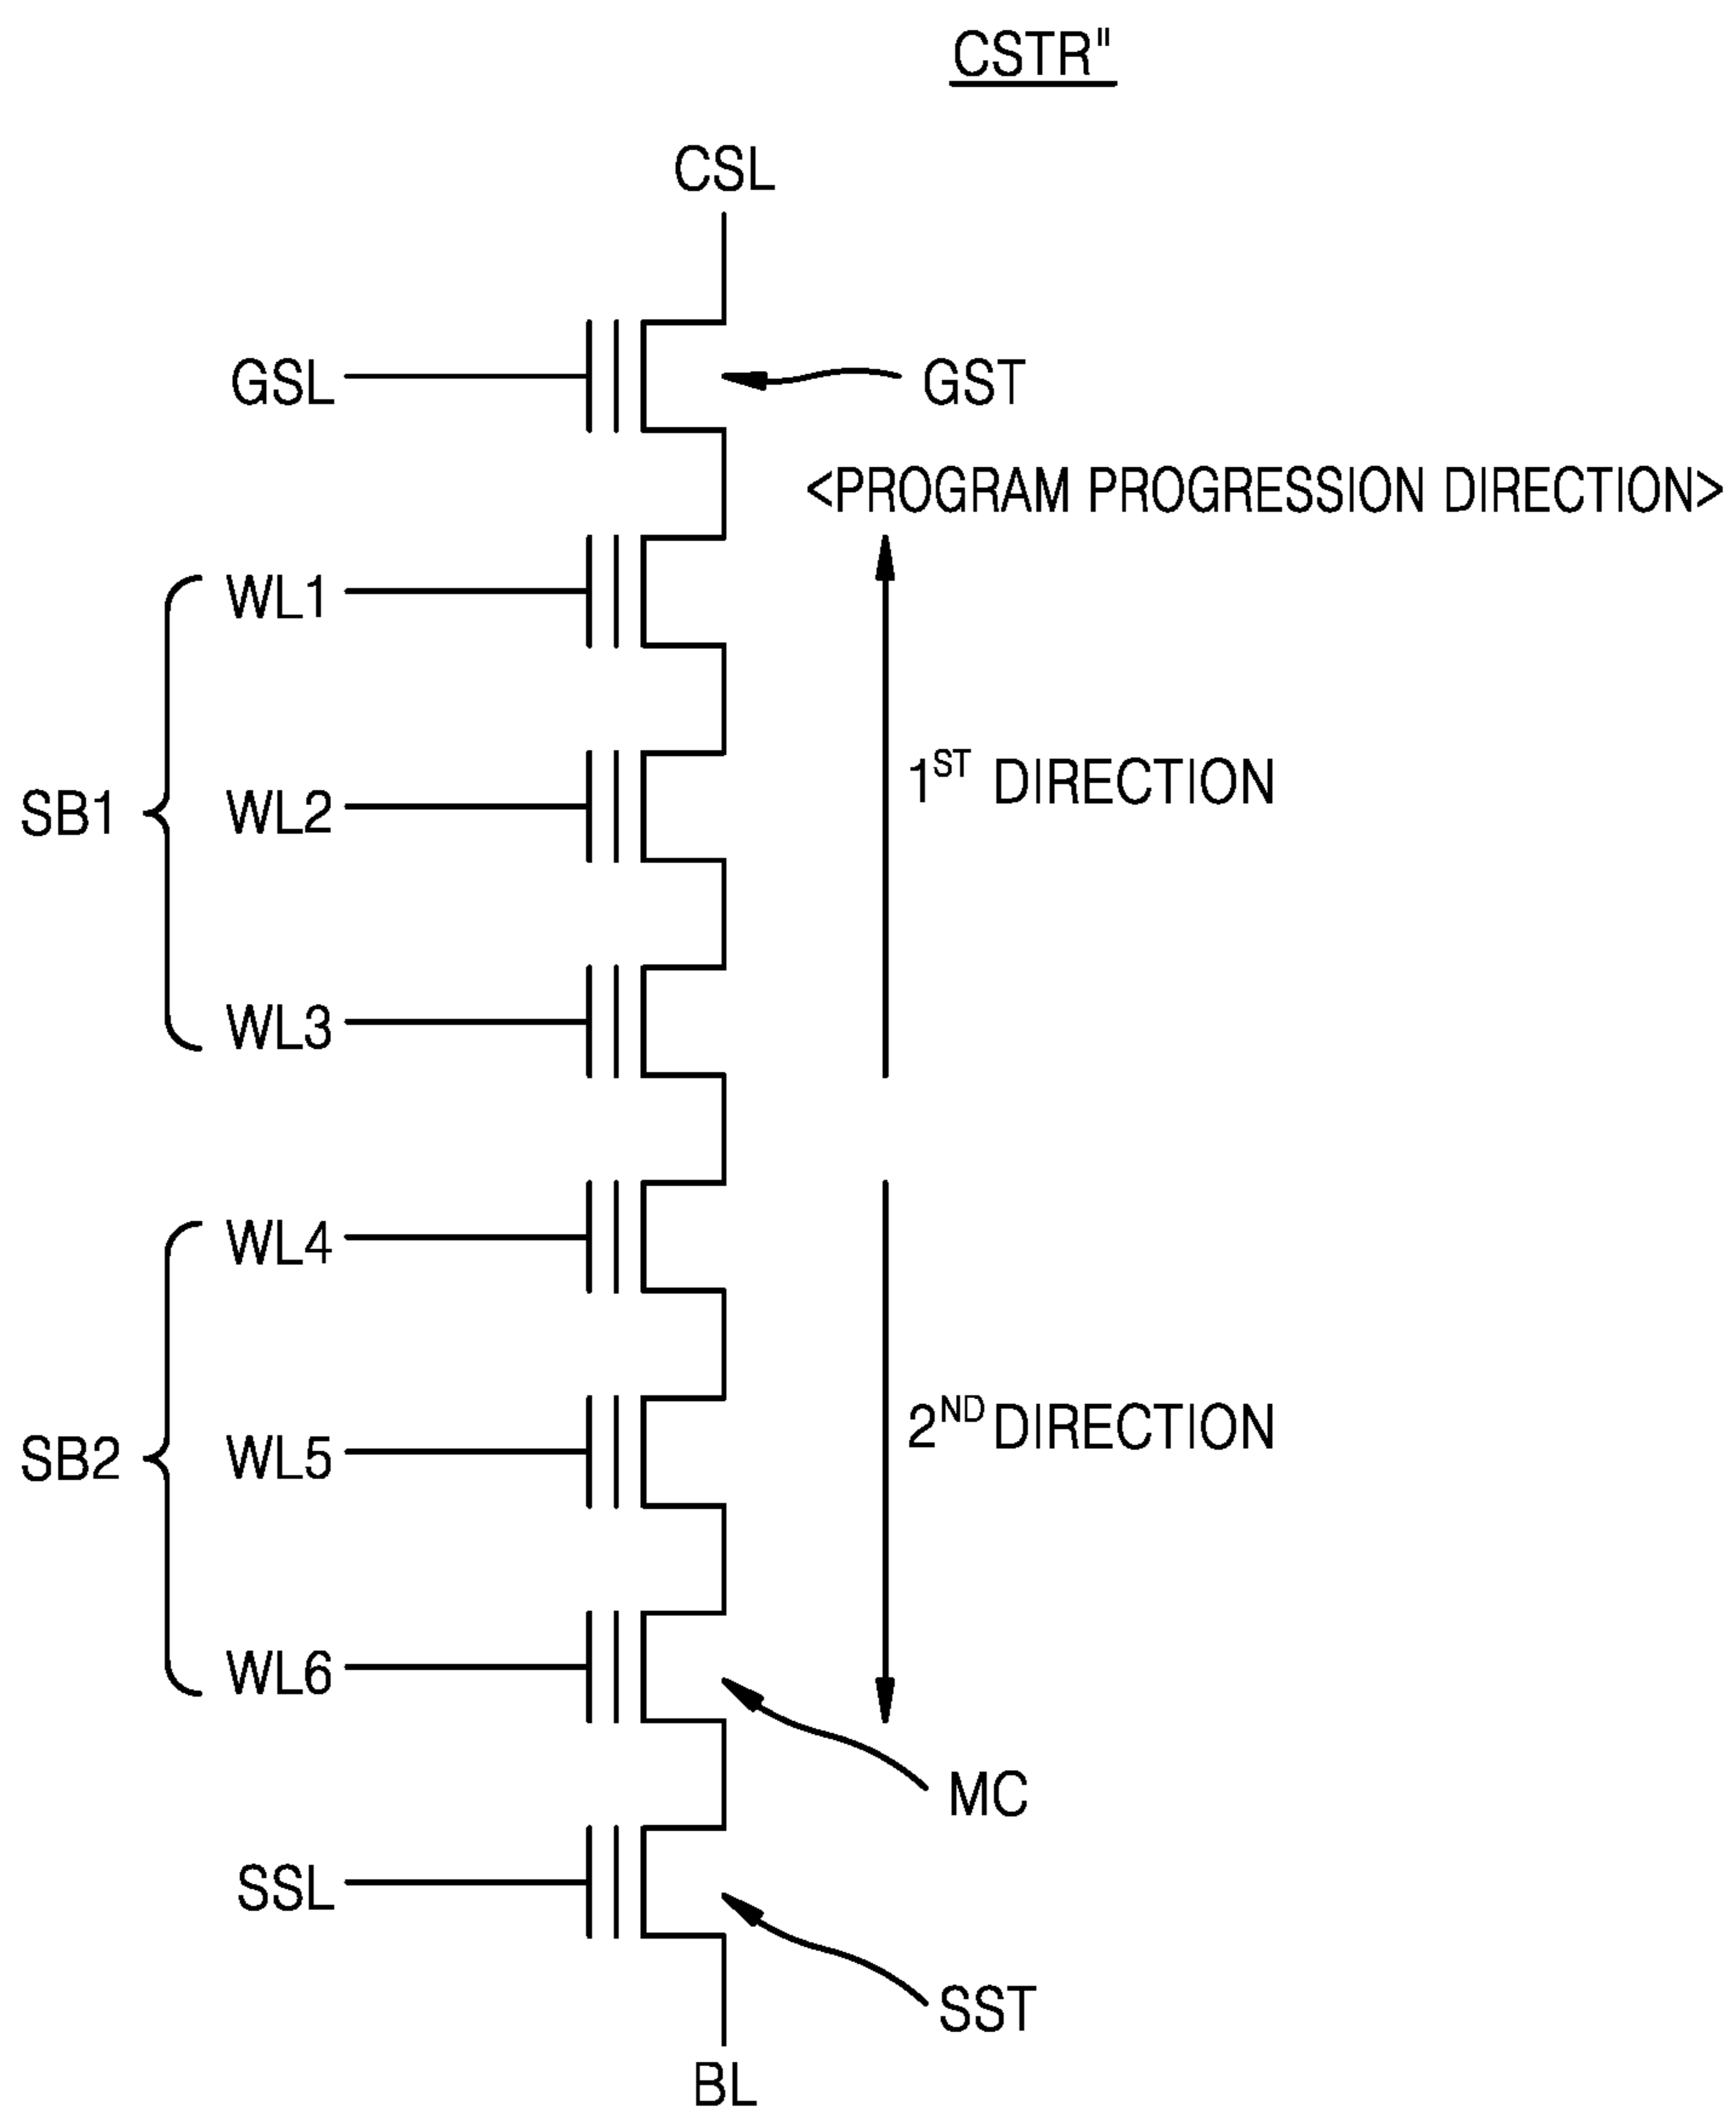 CSTR"
CSL
GSL
GST
<PROGRAM PROGRESSION DIRECTION>
WL1
1ST DIRECTION
SB1
WL2
WL3
WL4
2ND DIRECTION
SB2
WL5
WL6
MC
SSL
SST
BL